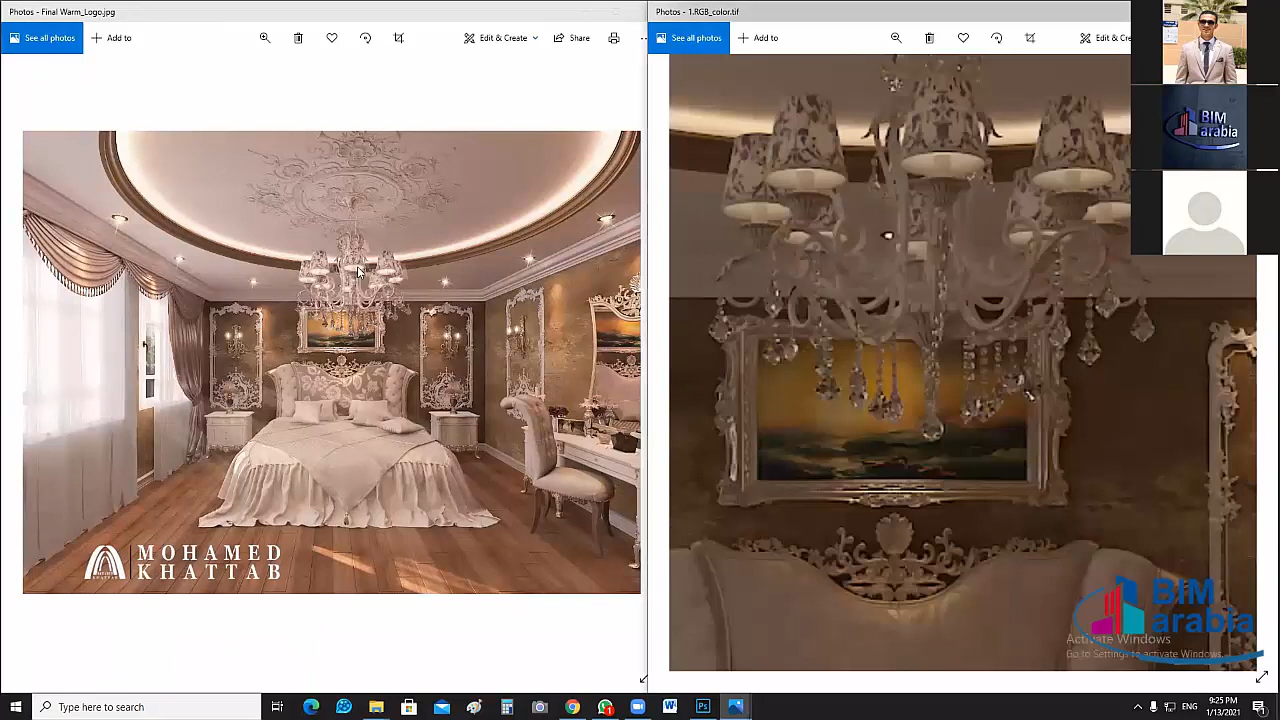 Photos - Final Warm_Logo.jpg
See all photos
Add to
Edit & Create
Share
Photos - 1.RGB_color.tif
See all photos
Add to
Edit & Cre
BIM
arabia
MOHAMED
KHATTAB
BIM
arabia
Activate Windows
Go to Settings to activate Windows.
Type here to search
ENG
9:25 PM
1/13/2021